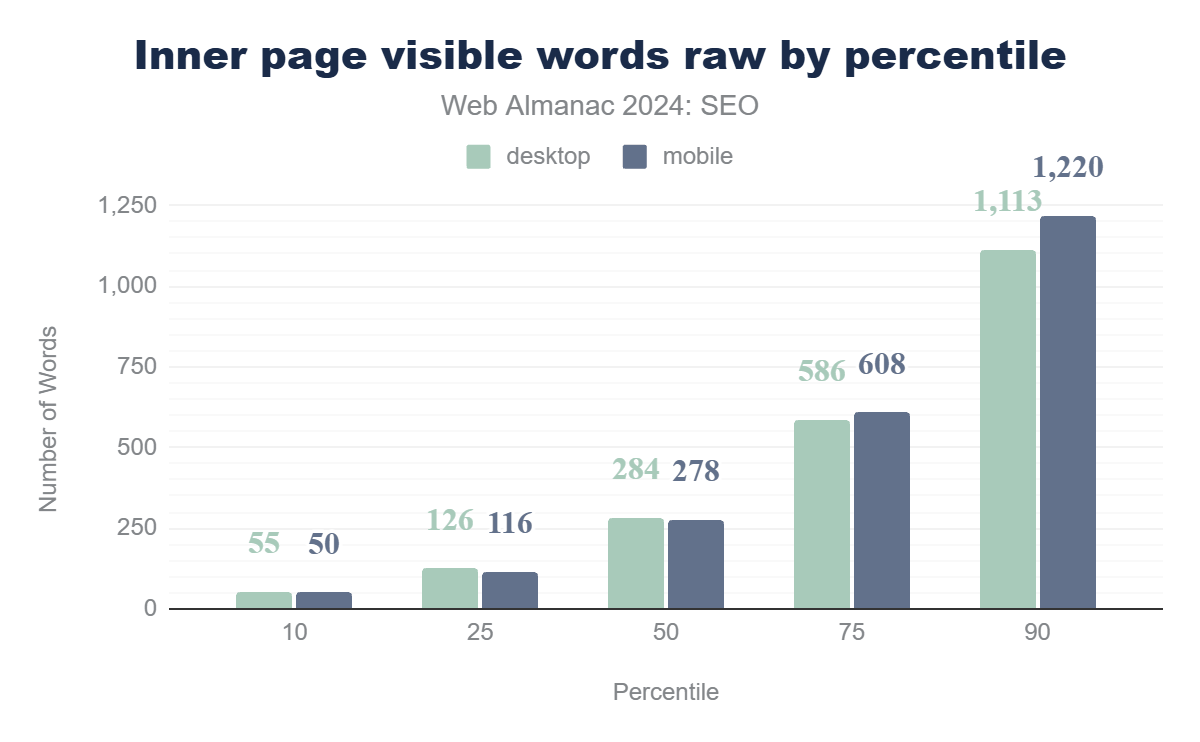 Inner page visible words raw by percentile
Web Almanac 2024: SEO
desktop mobile
1,220
1,113
1,250
1,000
750
586 608
500
284 278
250
126 116
55 50
0
10 25 50 75 90
Number of Words
Percentile